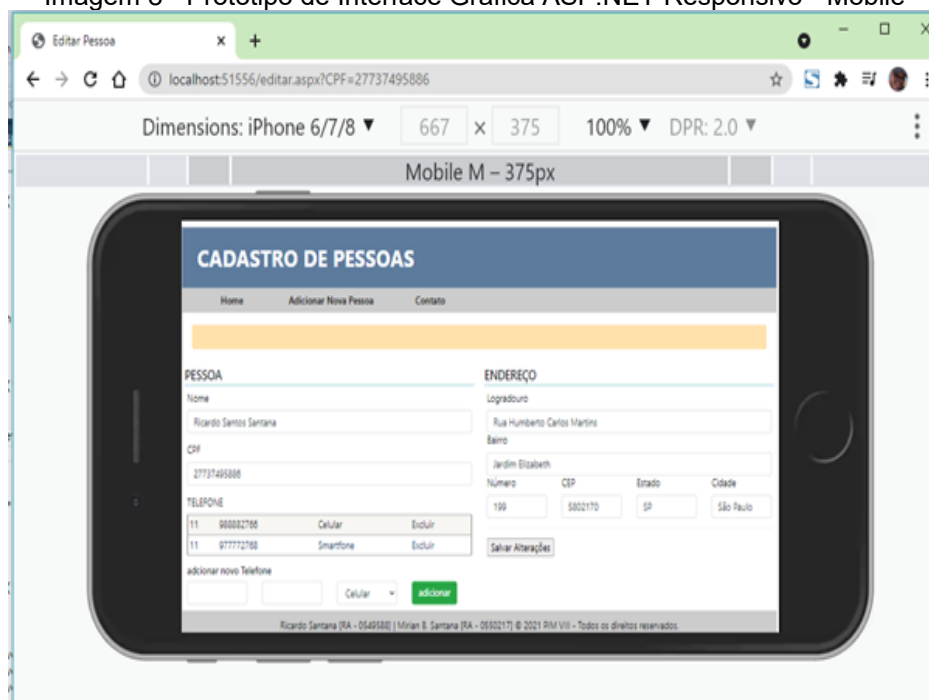 Imagem 8 - Protótipo de Interface Gráfica ASP.NET Responsivo - Mobile
Editar Pessoa
localhost:51556/editar.aspx?CPF=27737495886
Dimensions: iPhone 6/7/8 ▼ 667 × 375 100% ▼ DPR: 2.0 ▼
Mobile M – 375px
CADASTRO DE PESSOAS
Home Adicionar Nova Pessoa Contato
PESSOA
Nome
Ricardo Santos Santana
CPF
27737495886
TELEFONE
11 988882766 Celular Excluir
11 977772768 Smartfone Excluir
adcionar novo Telefone
Celular adicionar
ENDEREÇO
Logradouro
Rua Humberto Carlos Martins
Bairro
Jardim Elizabeth
Número CEP Estado Cidade
199 5802170 SP São Paulo
Salvar Alterações
Ricardo Santana [RA - 0549588] | Mirian B. Santana [RA - 0550217] © 2021 PIM VIII - Todos os direitos reservados.